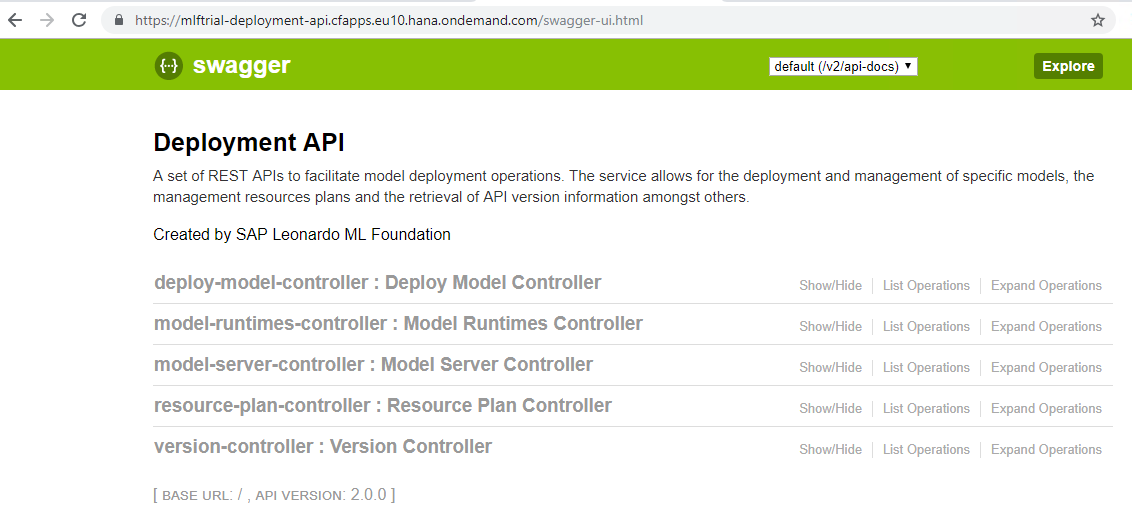 https://mlftrial-deployment-api.cfapps.eu10.hana.ondemand.com/swagger-ui.html
{···} swagger default (/v2/api-docs) ▼ Explore
Deployment API
A set of REST APIs to facilitate model deployment operations. The service allows for the deployment and management of specific models, the
management resources plans and the retrieval of API version information amongst others.
Created by SAP Leonardo ML Foundation
deploy-model-controller : Deploy Model Controller Show/Hide List Operations Expand Operations
model-runtimes-controller : Model Runtimes Controller Show/Hide List Operations Expand Operations
model-server-controller : Model Server Controller Show/Hide List Operations Expand Operations
resource-plan-controller : Resource Plan Controller Show/Hide List Operations Expand Operations
version-controller : Version Controller Show/Hide List Operations Expand Operations
[ BASE URL: / , API VERSION: 2.0.0 ]